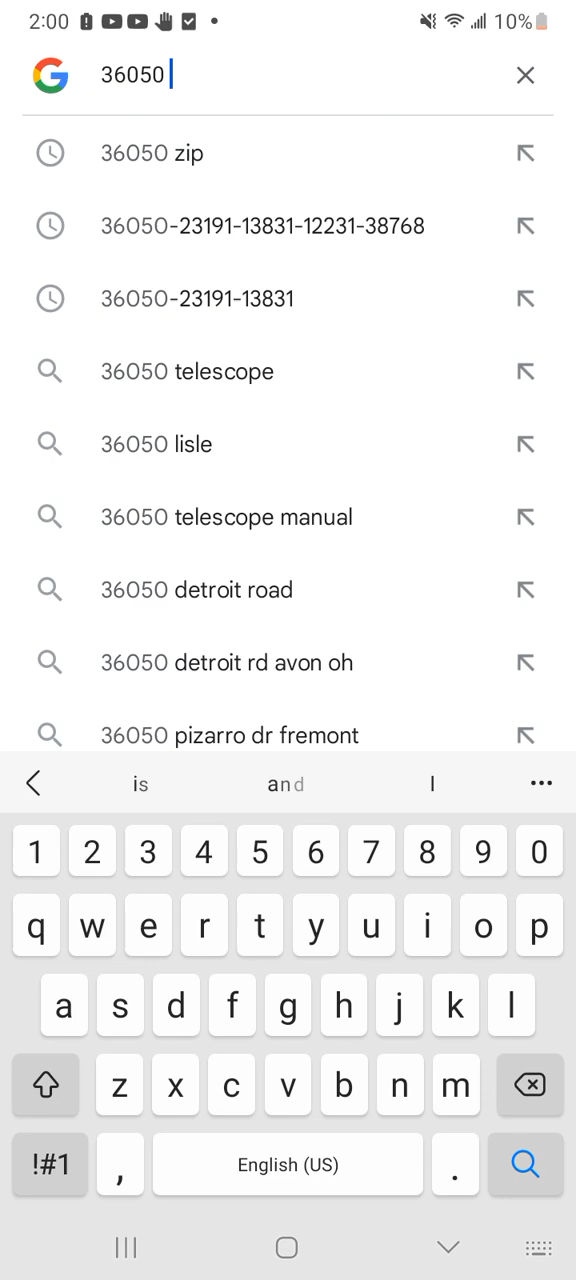 2:00
10%
36050
36050 zip
36050-23191-13831-12231-38768
36050-23191-13831
36050 telescope
36050 lisle
36050 telescope manual
36050 detroit road
36050 detroit rd avon oh
36050 pizarro dr fremont
is and I
1 2 3 4 5 6 7 8 9 0
q w e r t y u i o p
a s d f g h j k l
z x c v b n m
!#1 , English (US) .